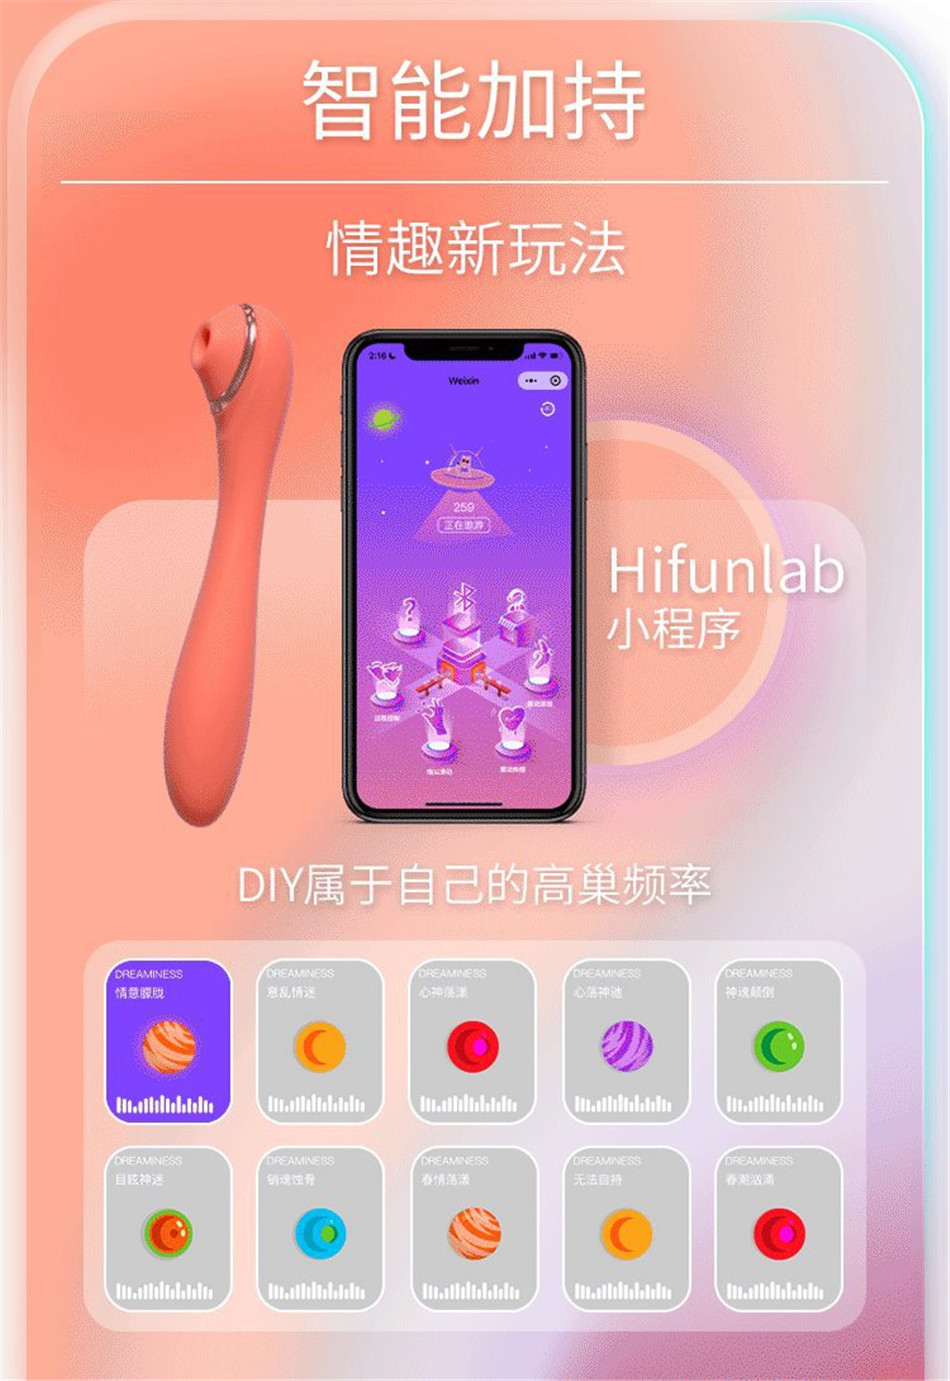 智能加持
情趣新玩法
2:16
Weixin
259
正在遨游
Hifunlab
小程序
DIY属于自己的高巢频率
DREAMINESS
情意朦胧
DREAMINESS
意乱情迷
DREAMINESS
心神荡漾
DREAMINESS
心荡神驰
DREAMINESS
神魂颠倒
DREAMINESS
目眩神迷
DREAMINESS
销魂蚀骨
DREAMINESS
春情荡漾
DREAMINESS
无法自持
DREAMINESS
春潮汹涌